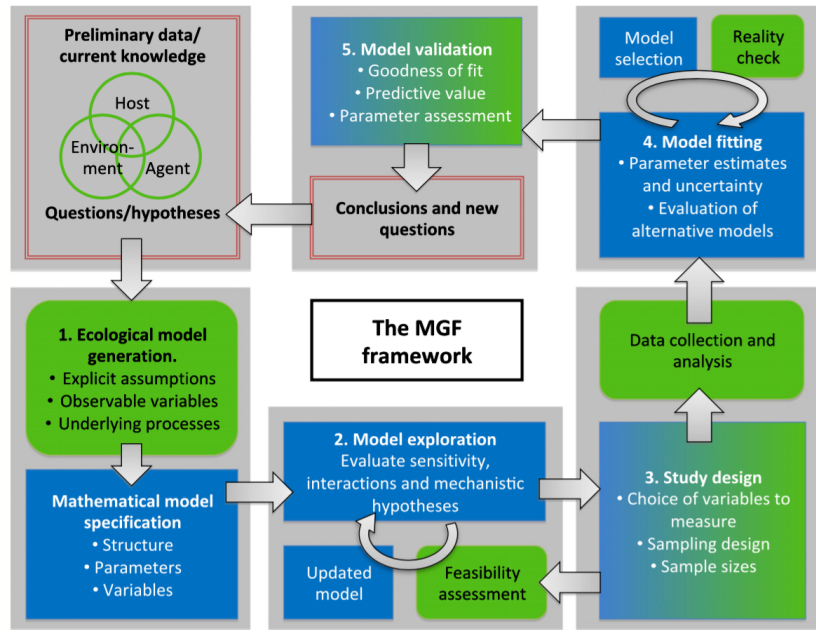 Preliminary data/
current knowledge
Host
Environ-
ment
Agent
Questions/hypotheses
1. Ecological model
generation.
• Explicit assumptions
• Observable variables
• Underlying processes
Mathematical model
specification
• Structure
• Parameters
• Variables
2. Model exploration
Evaluate sensitivity,
interactions and mechanistic
hypotheses
Updated
model
Feasibility
assessment
3. Study design
• Choice of variables to
measure
• Sampling design
• Sample sizes
Data collection and
analysis
4. Model fitting
• Parameter estimates
and uncertainty
• Evaluation of
alternative models
Model
selection
Reality
check
5. Model validation
• Goodness of fit
• Predictive value
• Parameter assessment
Conclusions and new
questions
The MGF
framework